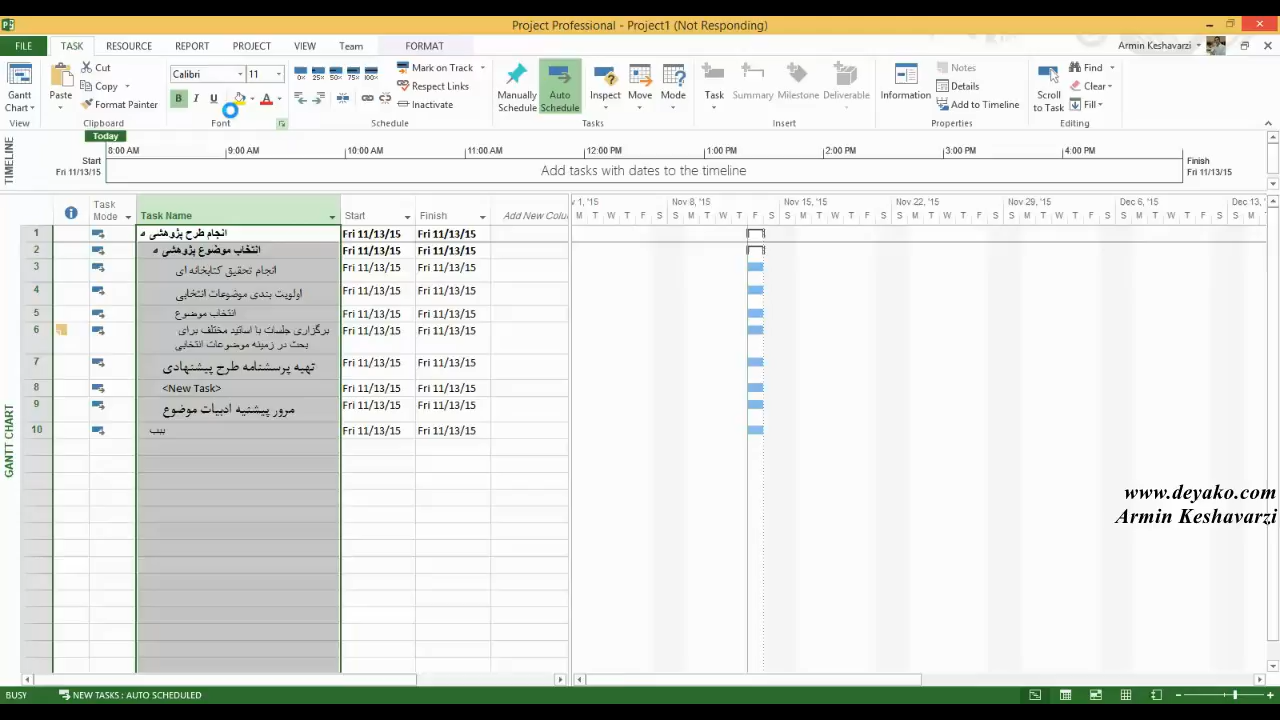 Project Professional - Project1 (Not Responding)
FILE TASK RESOURCE REPORT PROJECT VIEW Team FORMAT Armin Keshavarzi
Gantt Chart View
Paste Cut Copy Format Painter Clipboard
Calibri 11 B I U A Font
0% 25% 50% 75% 100% Mark on Track Respect Links Inactivate Schedule
Manually Schedule Auto Schedule Inspect Move Mode Tasks
Task Summary Milestone Deliverable Insert
Information Notes Details Add to Timeline Properties
Scroll to Task Find Clear Fill Editing
TIMELINE
Today
Start Fri 11/13/15
8:00 AM 9:00 AM 10:00 AM 11:00 AM 12:00 PM 1:00 PM 2:00 PM 3:00 PM 4:00 PM
Add tasks with dates to the timeline
Finish Fri 11/13/15
GANTT CHART
Task Mode Task Name Start Finish Add New Colu
1 انجام طرح پژوهشی Fri 11/13/15 Fri 11/13/15
2 انتخاب موضوع پژوهشی Fri 11/13/15 Fri 11/13/15
3 انجام تحقیق کتابخانه ای Fri 11/13/15 Fri 11/13/15
4 اولویت بندی موضوعات انتخابی Fri 11/13/15 Fri 11/13/15
5 انتخاب موضوع Fri 11/13/15 Fri 11/13/15
6 برگزاری جلسات با اساتید مختلف برای Fri 11/13/15 Fri 11/13/15
بحث در زمینه موضوعات انتخابی
7 تهیه پرسشنامه طرح پیشنهادی Fri 11/13/15 Fri 11/13/15
8 <New Task> Fri 11/13/15 Fri 11/13/15
9 مرور پیشنیه ادبیات موضوع Fri 11/13/15 Fri 11/13/15
10 Fri 11/13/15 Fri 11/13/15
1, '15 Nov 8, '15 Nov 15, '15 Nov 22, '15 Nov 29, '15 Dec 6, '15 Dec 13,
M T W T F S S M T W T F S S M T W T F S S M T W T F S S M T W T F S S M T W T F S S M T
www.deyako.com
Armin Keshavarzi
BUSY NEW TASKS : AUTO SCHEDULED